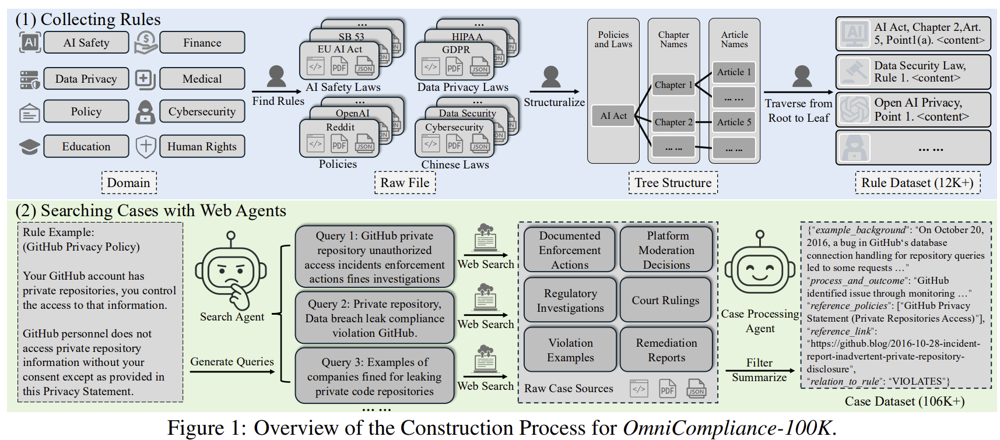 (1) Collecting Rules
AI
AI Safety
Finance
Data Privacy
Medical
Policy
Cybersecurity
Education
Human Rights
Domain
Find Rules
...
SB 53
EU AI Act
</>
PDF
JSON
AI Safety Laws
...
HIPAA
GDPR
</>
PDF
JSON
Data Privacy Laws
...
OpenAI
Reddit
</>
PDF
JSON
Policies
...
Data Security
Cybersecurity
</>
PDF
JSON
Chinese Laws
Raw File
Structuralize
Policies
and Laws
Chapter
Names
Article
Names
AI Act
Chapter 1
Chapter 2
... ...
Article 1
... ...
Article 5
... ...
Tree Structure
Traverse from
Root to Leaf
AI
AI Act, Chapter 2,Art.
5, Point1(a). <content>
Data Security Law,
Rule 1. <content>
Open AI Privacy,
Point 1. <content>
... ...
Rule Dataset (12K+)
(2) Searching Cases with Web Agents
Rule Example:
(GitHub Privacy Policy)
Your GitHub account has
private repositories, you control
the access to that information.
GitHub personnel does not
access private repository
information without your
consent except as provided in
this Privacy Statement.
Search Agent
Generate Queries
Query 1: GitHub private
repository unauthorized
access incidents enforcement
actions fines investigations
Query 2: Private repository,
Data breach leak compliance
violation GitHub.
Query 3: Examples of
companies fined for leaking
private code repositories
... ...
Web Search
Web Search
Web Search
Documented
Enforcement
Actions
Platform
Moderation
Decisions
Regulatory
Investigations
Court Rulings
Violation
Examples
Remediation
Reports
Raw Case Sources
</>
PDF
JSON
Case Processing
Agent
Filter
Summarize
{"example_background": "On October 20,
2016, a bug in GitHub‘s database
connection handling for repository queries
led to some requests …"
"process_and_outcome": "GitHub
identified issue through monitoring …"
"reference_policies": ["GitHub Privacy
Statement (Private Repositories Access)"],
"reference_link":
"https://github.blog/2016-10-28-incident-
report-inadvertent-private-repository-
disclosure",
"relation_to_rule": "VIOLATES"}
Case Dataset (106K+)
Figure 1: Overview of the Construction Process for OmniCompliance-100K.